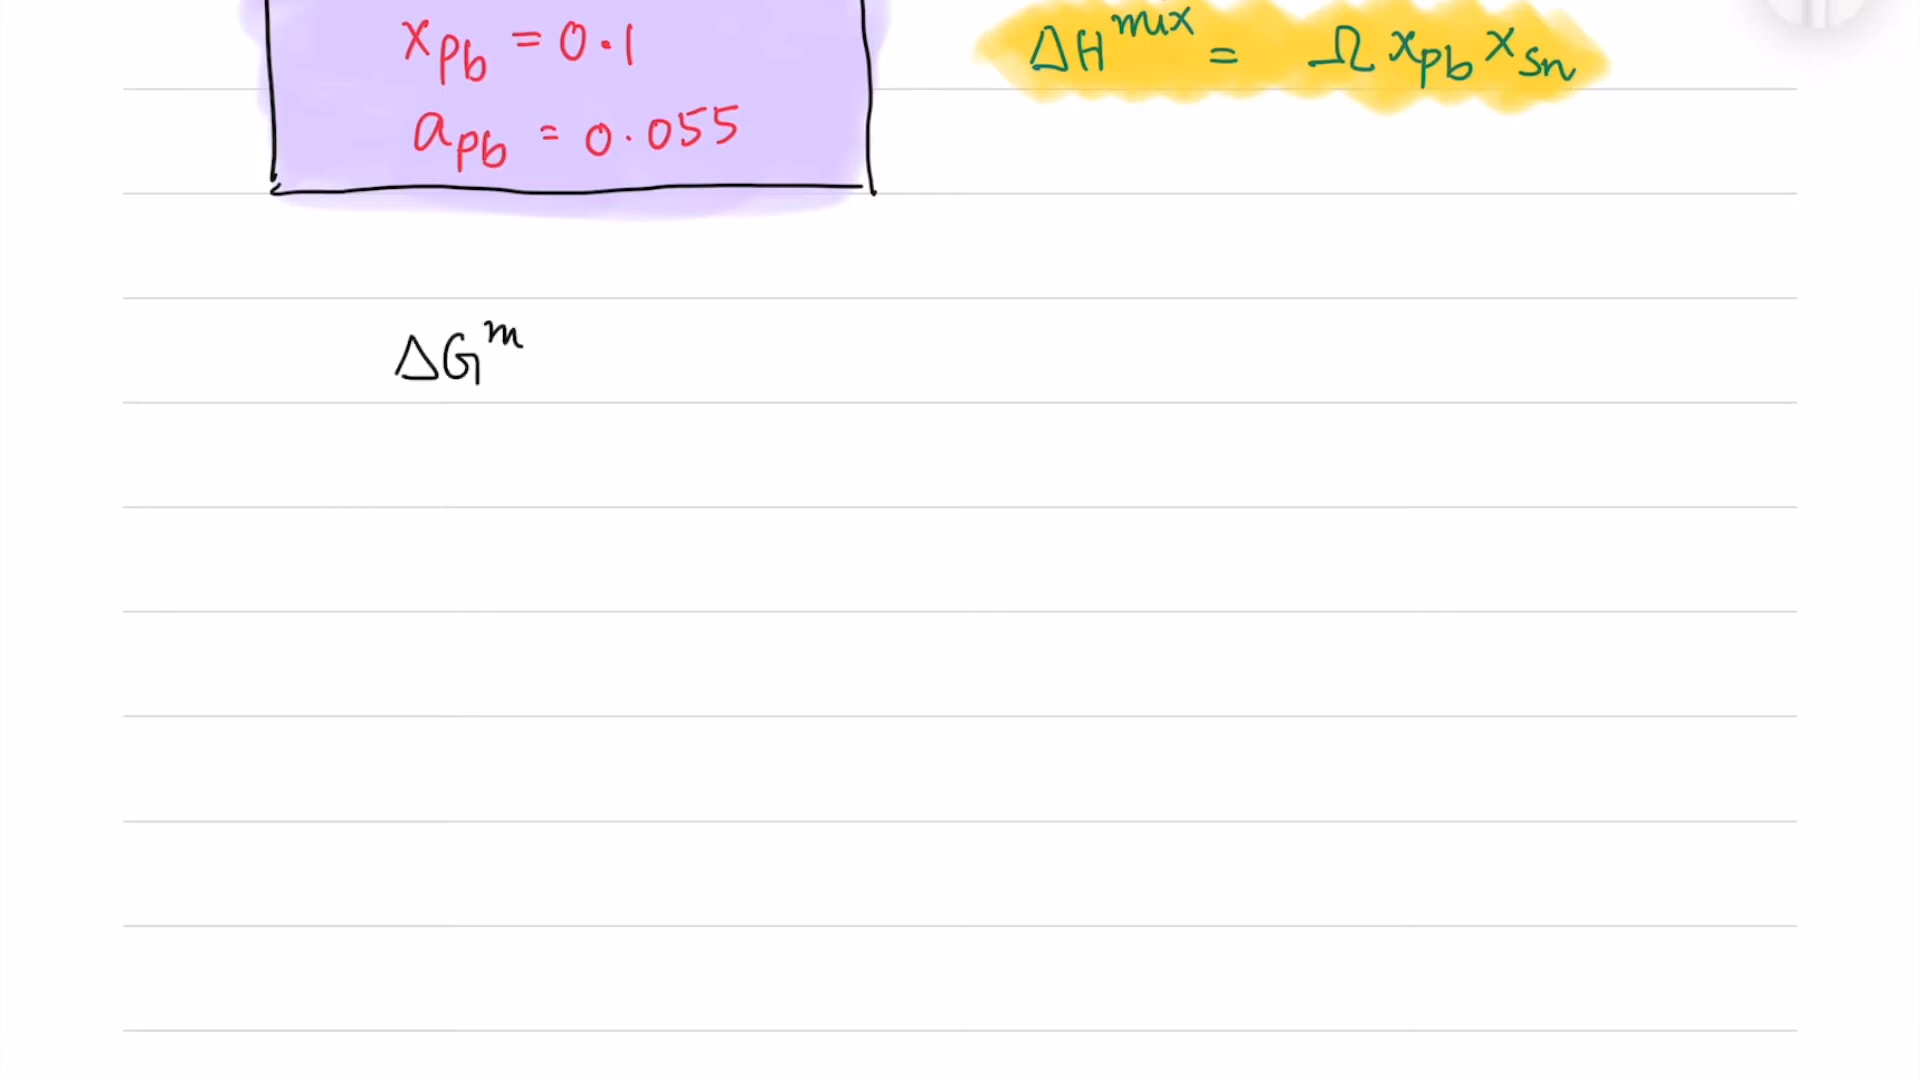 x_Pb = 0.1
a_Pb = 0.055
ΔH^mix = Ω x_Pb x_Sn
ΔG^m